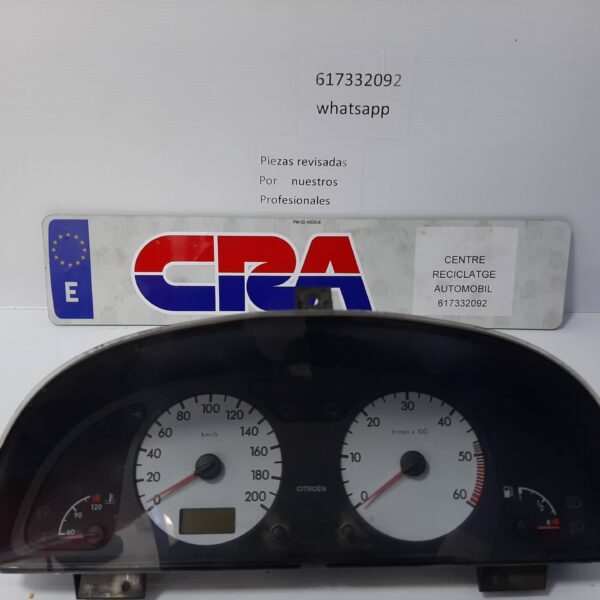 617332092
whatsapp
Piezas revisadas
Por nuestros
Profesionales
E
CRA
CENTRE
RECICLATGE
AUTOMOBIL
617332092
0
20
40
60
80
100
120
140
160
180
200
km/h
CITROËN
0
10
20
30
40
50
60
tr/min x 100
60
90
120